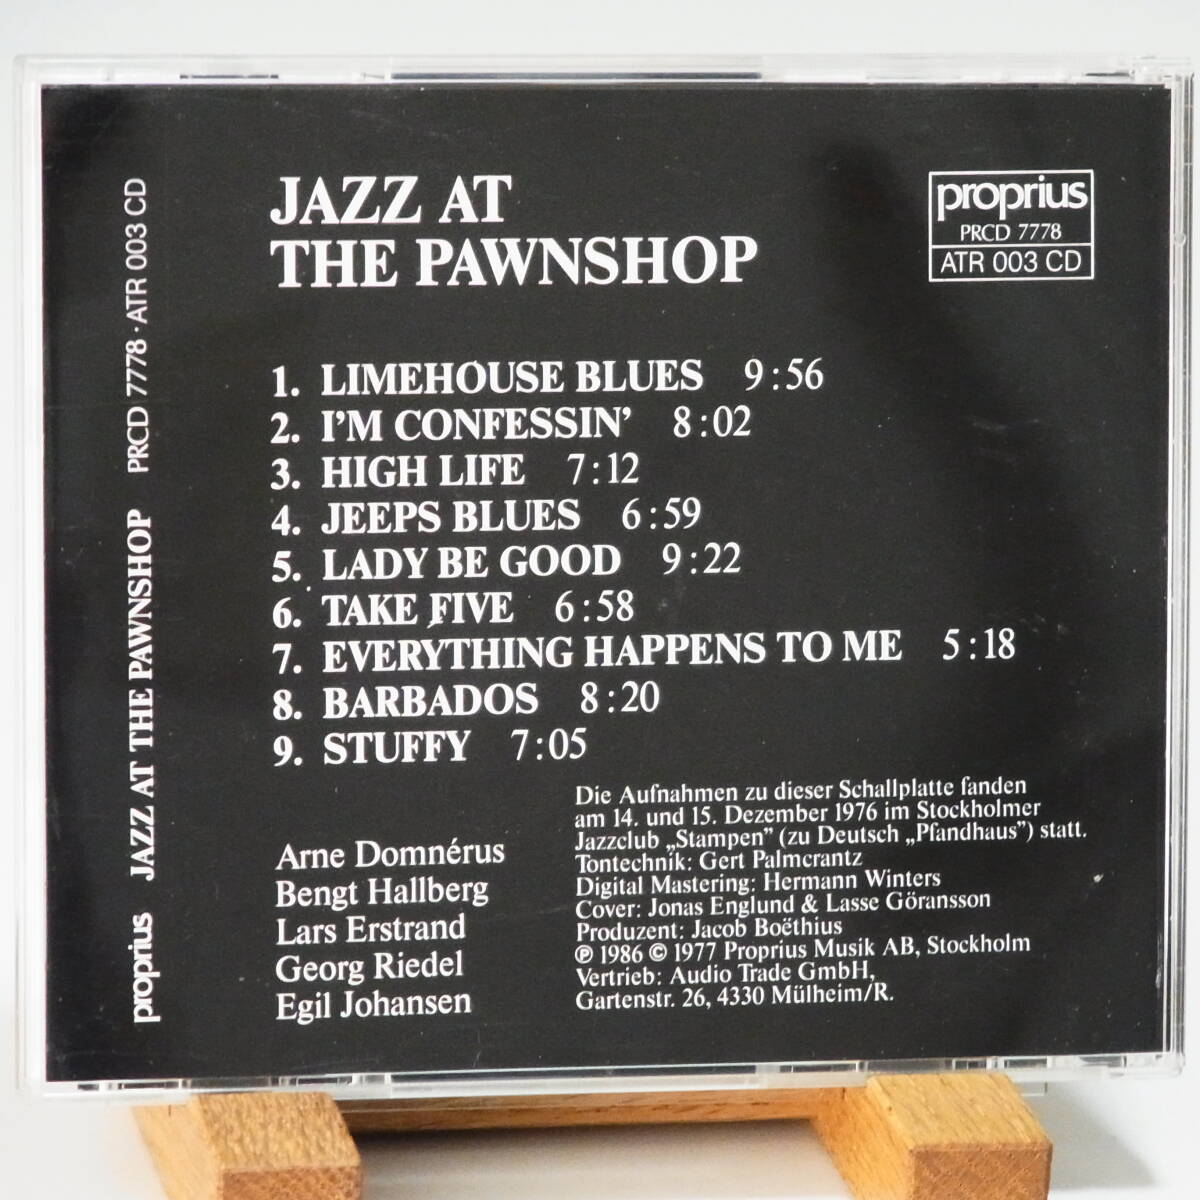 JAZZ AT
THE PAWNSHOP
proprius
PRCD 7778
ATR 003 CD
1. LIMEHOUSE BLUES 9:56
2. I'M CONFESSIN' 8:02
3. HIGH LIFE 7:12
4. JEEPS BLUES 6:59
5. LADY BE GOOD 9:22
6. TAKE FIVE 6:58
7. EVERYTHING HAPPENS TO ME 5:18
8. BARBADOS 8:20
9. STUFFY 7:05
Arne Domnérus
Bengt Hallberg
Lars Erstrand
Georg Riedel
Egil Johansen
Die Aufnahmen zu dieser Schallplatte fanden
am 14. und 15. Dezember 1976 im Stockholmer
Jazzclub „Stampen” (zu Deutsch „Pfandhaus”) statt.
Tontechnik: Gert Palmcrantz
Digital Mastering: Hermann Winters
Cover: Jonas Englund & Lasse Göransson
Produzent: Jacob Boëthius
℗ 1986 © 1977 Proprius Musik AB, Stockholm
Vertrieb: Audio Trade GmbH,
Gartenstr. 26, 4330 Mülheim/R.
proprius JAZZ AT THE PAWNSHOP PRCD 7778 · ATR 003 CD